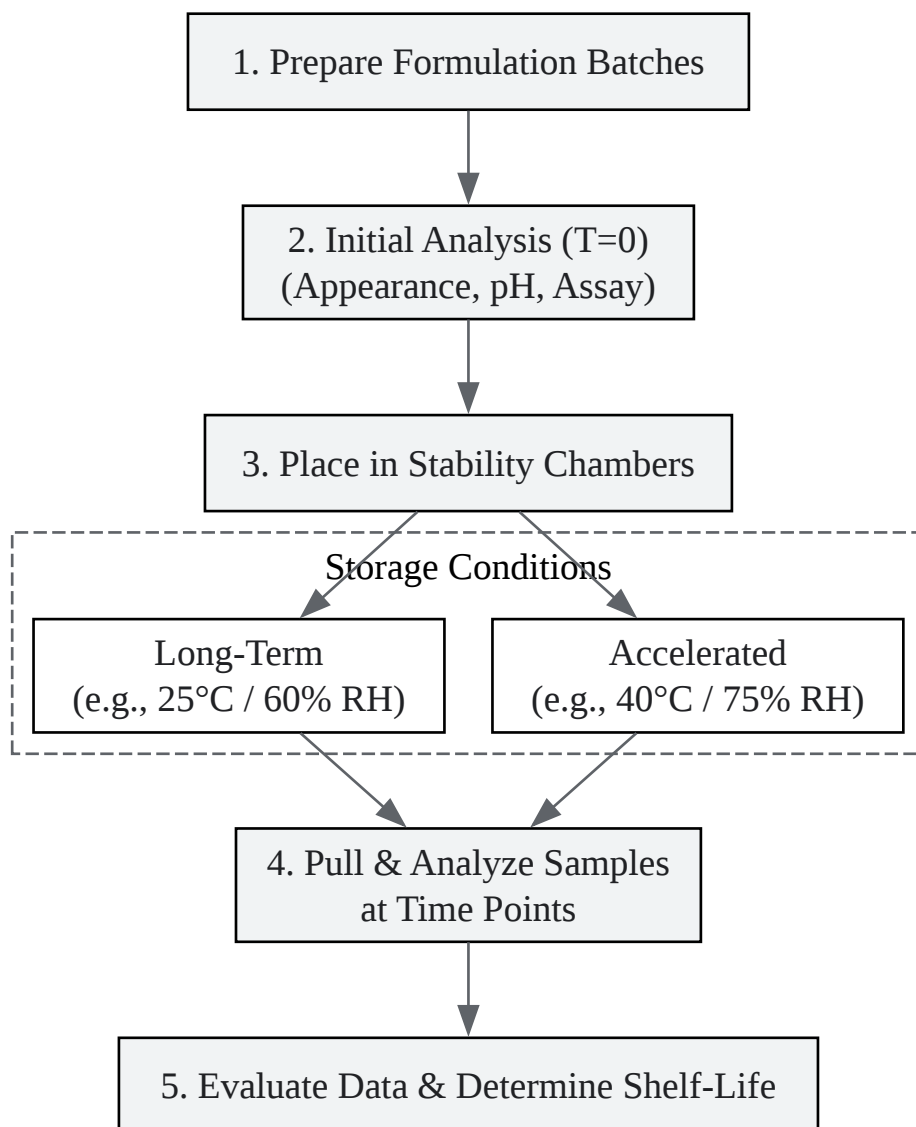 1. Prepare Formulation Batches
2. Initial Analysis (T=0)
(Appearance, pH, Assay)
3. Place in Stability Chambers
Storage Conditions
Long-Term
(e.g., 25°C / 60% RH)
Accelerated
(e.g., 40°C / 75% RH)
4. Pull & Analyze Samples
at Time Points
5. Evaluate Data & Determine Shelf-Life